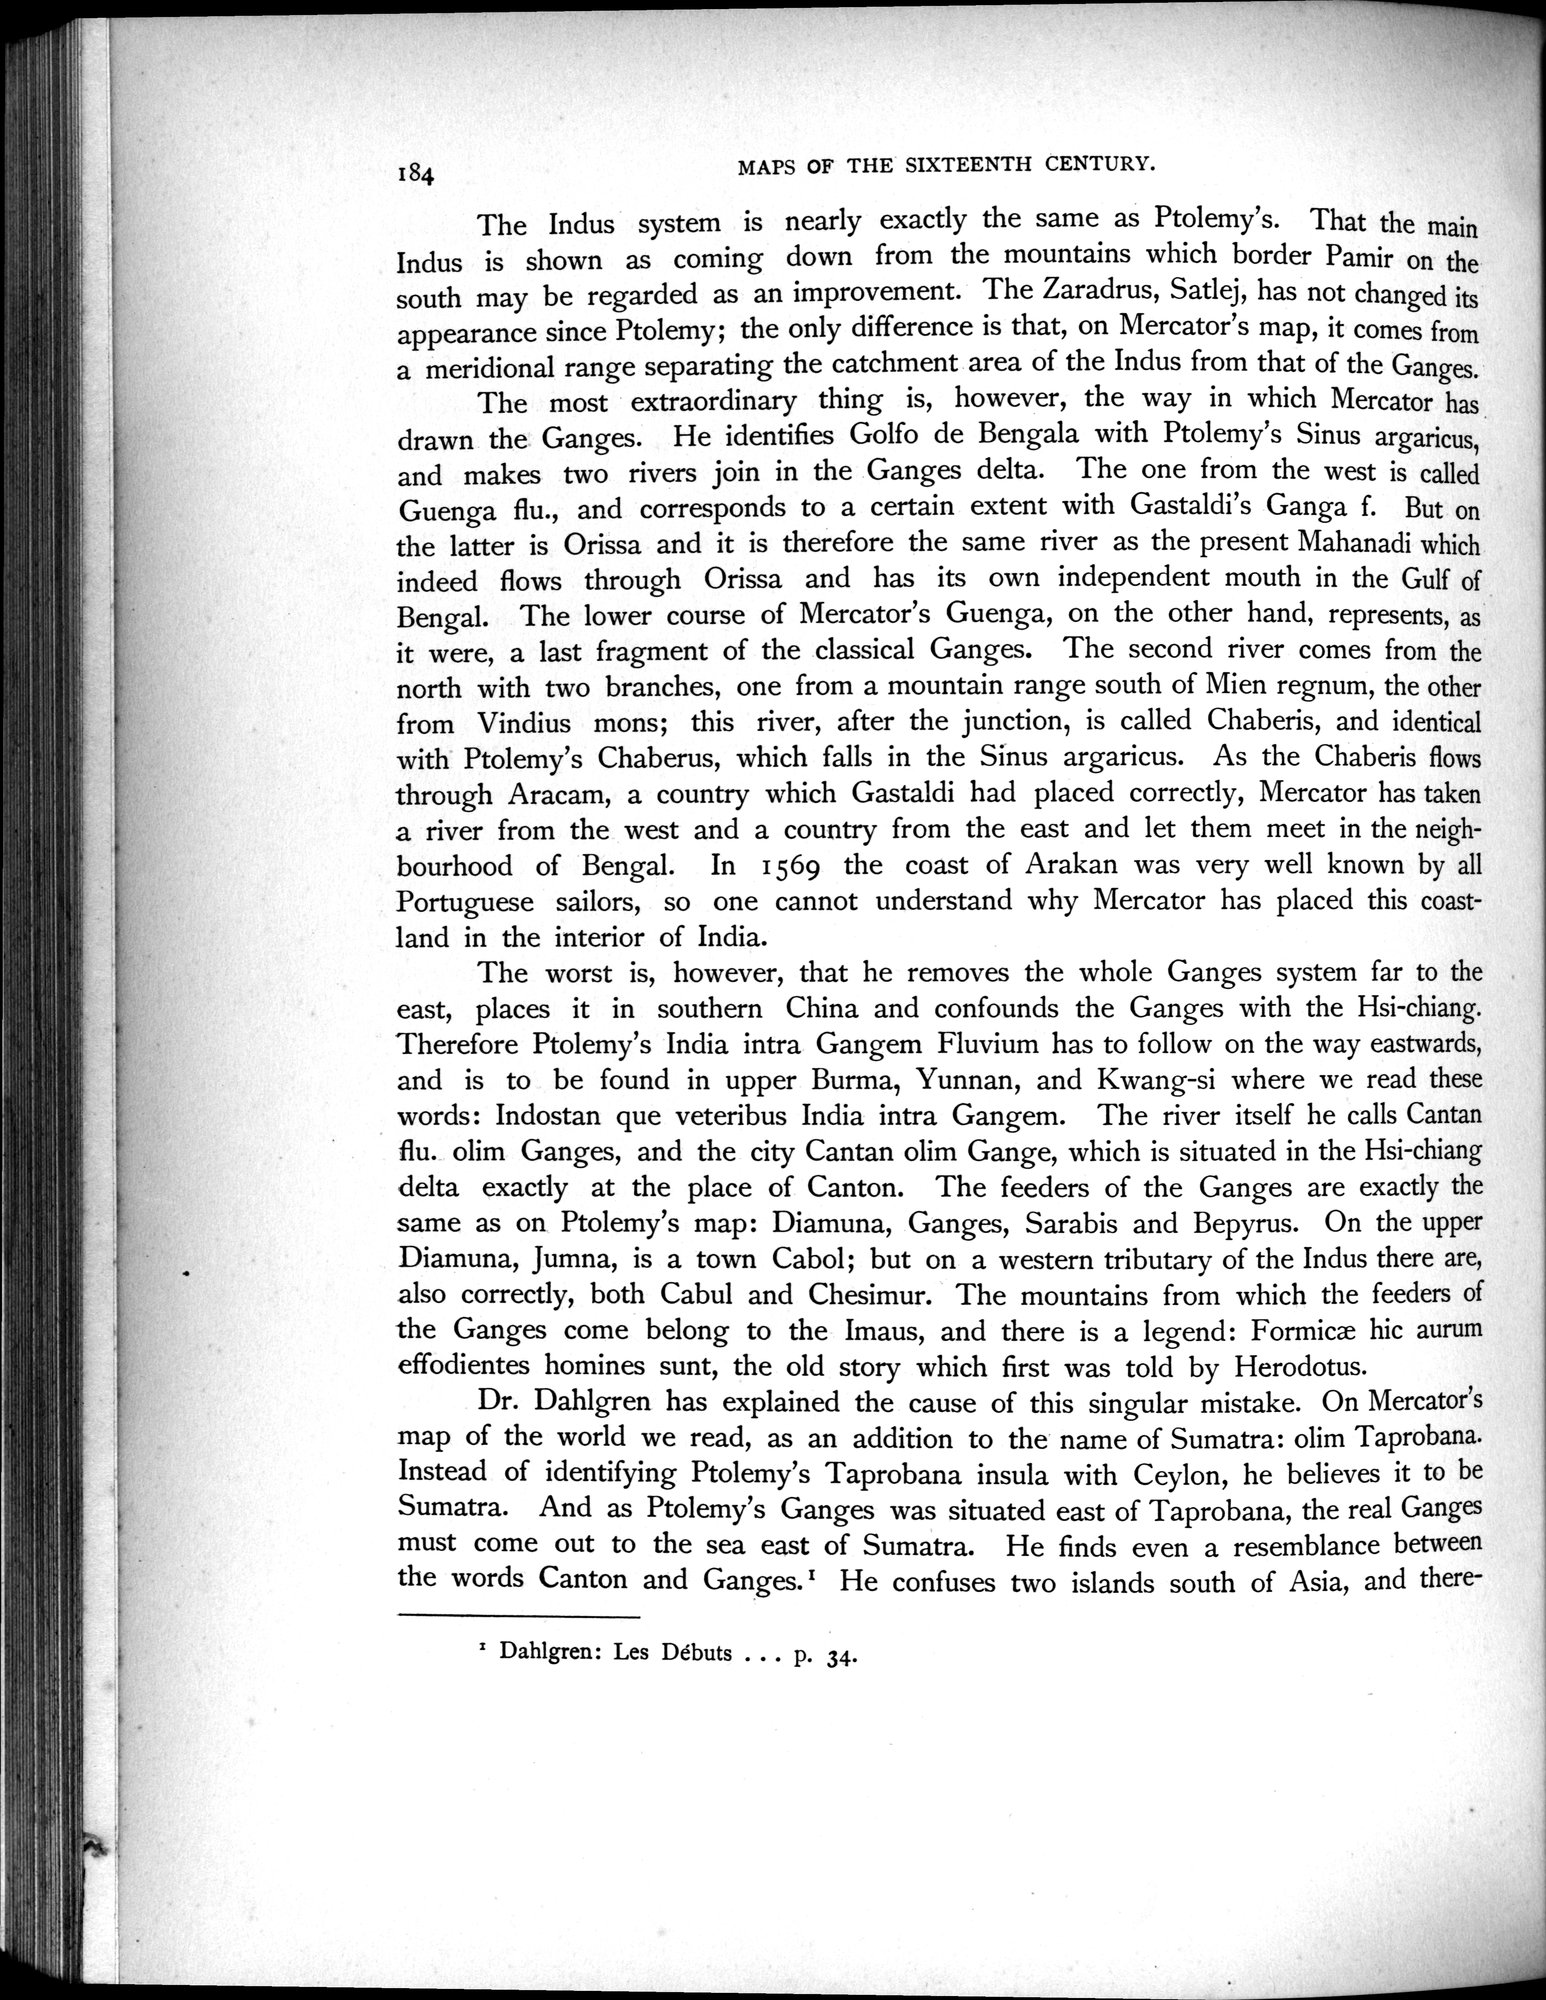 184
MAPS OF THE SIXTEENTH CENTURY.
The Indus system is nearly exactly the same as Ptolemy's. That the main
Indus is shown as coming down from the mountains which border Pamir on the
south may be regarded as an improvement. The Zaradrus, Satlej, has not changed its
appearance since Ptolemy; the only difference is that, on Mercator's map, it comes from
a meridional range separating the catchment area of the Indus from that of the Ganges.
The most extraordinary thing is, however, the way in which Mercator has
drawn the Ganges. He identifies Golfo de Bengala with Ptolemy's Sinus argaricus,
and makes two rivers join in the Ganges delta. The one from the west is called
Guenga flu., and corresponds to a certain extent with Gastaldi's Ganga f. But on
the latter is Orissa and it is therefore the same river as the present Mahanadi which
indeed flows through Orissa and has its own independent mouth in the Gulf of
Bengal. The lower course of Mercator's Guenga, on the other hand, represents, as
it were, a last fragment of the classical Ganges. The second river comes from the
north with two branches, one from a mountain range south of Mien regnum, the other
from Vindius mons; this river, after the junction, is called Chaberis, and identical
with Ptolemy's Chaberus, which falls in the Sinus argaricus. As the Chaberis flows
through Aracam, a country which Gastaldi had placed correctly, Mercator has taken
a river from the west and a country from the east and let them meet in the neigh-
bourhood of Bengal. In 1569 the coast of Arakan was very well known by all
Portuguese sailors, so one cannot understand why Mercator has placed this coast-
land in the interior of India.
The worst is, however, that he removes the whole Ganges system far to the
east, places it in southern China and confounds the Ganges with the Hsi-chiang.
Therefore Ptolemy's India intra Gangem Fluvium has to follow on the way eastwards,
and is to be found in upper Burma, Yunnan, and Kwang-si where we read these
words: Indostan que veteribus India intra Gangem. The river itself he calls Cantan
flu. olim Ganges, and the city Cantan olim Gange, which is situated in the Hsi-chiang
delta exactly at the place of Canton. The feeders of the Ganges are exactly the
same as on Ptolemy's map: Diamuna, Ganges, Sarabis and Bepyrus. On the upper
Diamuna, Jumna, is a town Cabol; but on a western tributary of the Indus there are,
also correctly, both Cabul and Chesimur. The mountains from which the feeders of
the Ganges come belong to the Imaus, and there is a legend: Formicæ hic aurum
effodientes homines sunt, the old story which first was told by Herodotus.
Dr. Dahlgren has explained the cause of this singular mistake. On Mercator's
map of the world we read, as an addition to the name of Sumatra: olim Taprobana.
Instead of identifying Ptolemy's Taprobana insula with Ceylon, he believes it to be
Sumatra. And as Ptolemy's Ganges was situated east of Taprobana, the real Ganges
must come out to the sea east of Sumatra. He finds even a resemblance between
the words Canton and Ganges.¹ He confuses two islands south of Asia, and there-
¹ Dahlgren: Les Débuts ... p. 34.